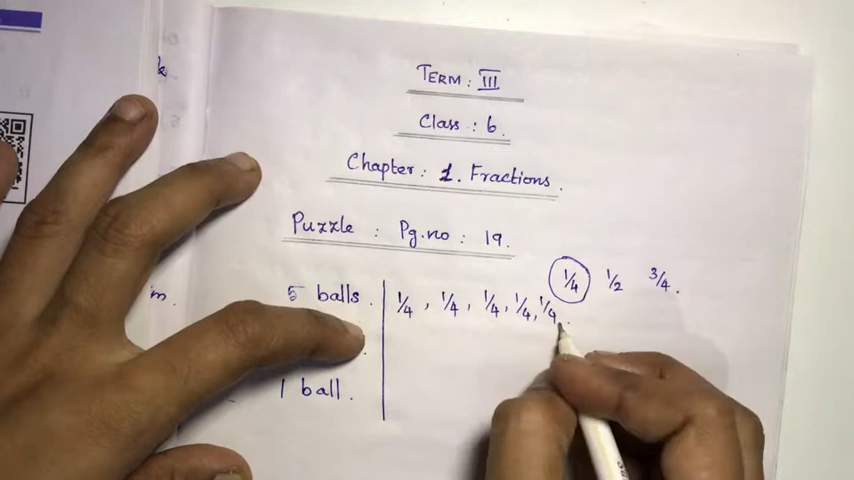 TERM : III
Class : 6.
Chapter : 1. Fractions.
Puzzle : Pg.no : 19.
1/4 1/2 3/4.
5 balls. 1/4, 1/4, 1/4, 1/4, 1/4.
m.
1 ball.